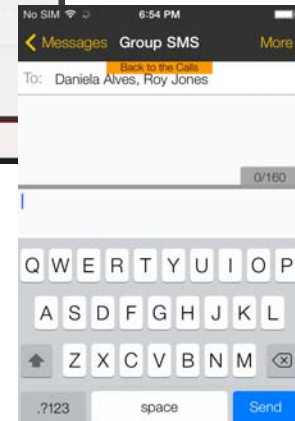 No SIM 6:54 PM
Messages Group SMS More
Back to the Calls
To: Daniela Alves, Roy Jones
0/160
Q W E R T Y U I O P
A S D F G H J K L
Z X C V B N M
.?123 space Send